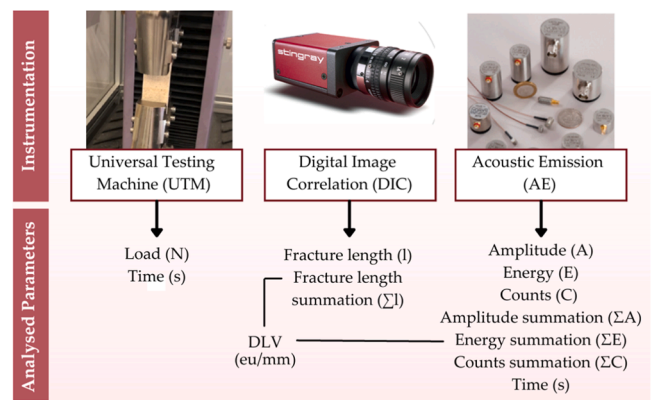 Instrumentation
stingray
Universal Testing
Machine (UTM)
Digital Image
Correlation (DIC)
Acoustic Emission
(AE)
Analysed Parameters
Load (N)
Time (s)
Fracture length (l)
Fracture length
summation (∑l)
DLV
(eu/mm)
Amplitude (A)
Energy (E)
Counts (C)
Amplitude summation (ΣA)
Energy summation (ΣE)
Counts summation (ΣC)
Time (s)